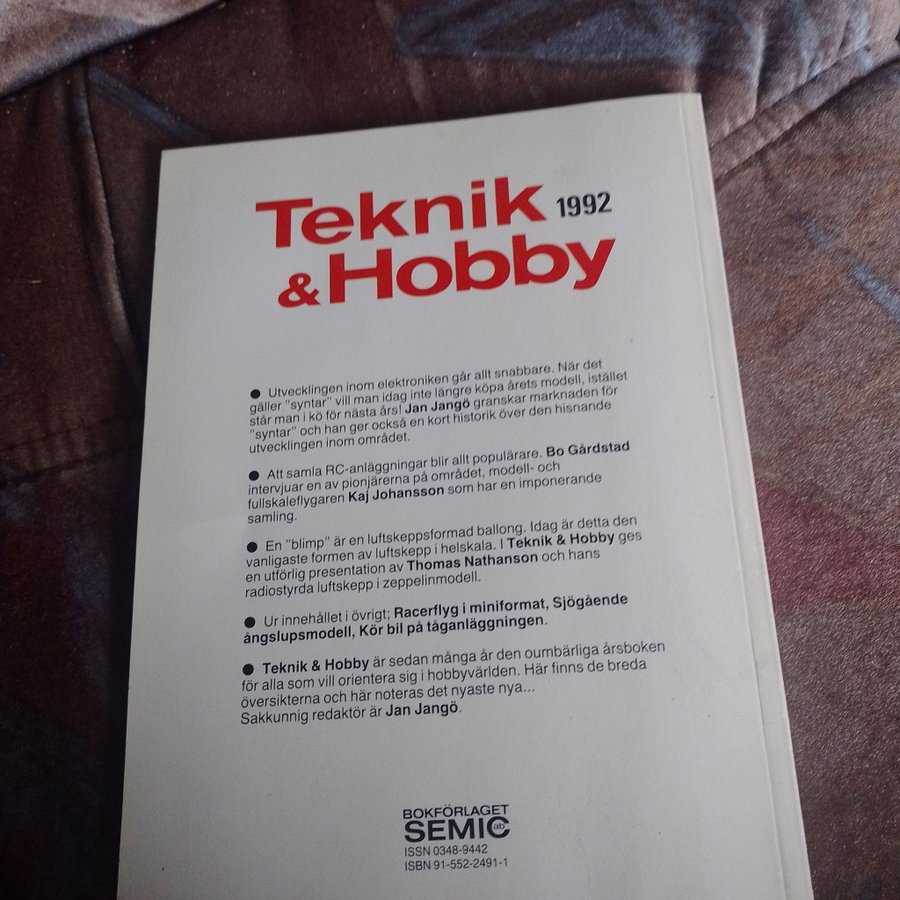 Teknik 1992
& Hobby
● Utvecklingen inom elektroniken går allt snabbare. När det
gäller "syntar" vill man idag inte längre köpa årets modell, istället
står man i kö för nästa års! Jan Jangö granskar marknaden för
"syntar" och han ger också en kort historik över den hisnande
utvecklingen inom området.
● Att samla RC-anläggningar blir allt populärare. Bo Gårdstad
intervjuar en av pionjärerna på området, modell- och
fullskaleflygaren Kaj Johansson som har en imponerande
samling.
● En "blimp" är en luftskeppsformad ballong. Idag är detta den
vanligaste formen av luftskepp i helskala. I Teknik & Hobby ges
en utförlig presentation av Thomas Nathanson och hans
radiostyrda luftskepp i zeppelinmodell.
● Ur innehållet i övrigt; Racerflyg i miniformat, Sjögående
ångslupsmodell, Kör bil på tåganläggningen.
● Teknik & Hobby är sedan många år den oumbärliga årsboken
för alla som vill orientera sig i hobbyvärlden. Här finns de breda
översikterna och här noteras det nyaste nya...
Sakkunnig redaktör är Jan Jangö.
BOKFÖRLAGET
SEMIC ab
ISSN 0348-9442
ISBN 91-552-2491-1